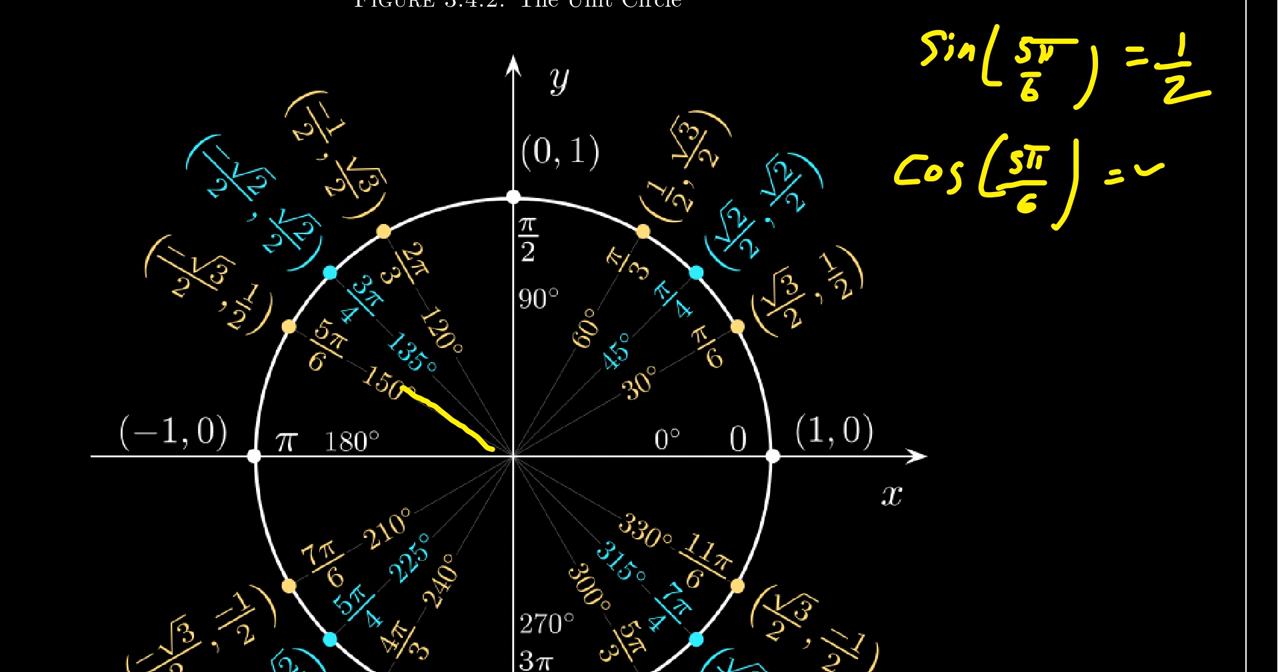 FIGURE 3.4.2. The Unit Circle
sin(5π/6) = 1/2
cos(5π/6) =
y
x
(0, 1)
π/2
90°
(1/2, √3/2)
π/3
60°
(√2/2, √2/2)
π/4
45°
(√3/2, 1/2)
π/6
30°
(−1/2, √3/2)
2π/3
120°
(−√2/2, √2/2)
3π/4
135°
(−√3/2, 1/2)
5π/6
150°
(−1, 0)
π
180°
0°
0
(1, 0)
210°
7π/6
(−√3/2, −1/2)
225°
5π/4
240°
4π/3
270°
3π
300°
5π/3
315°
7π/4
330°
11π/6
(√3/2, −1/2)